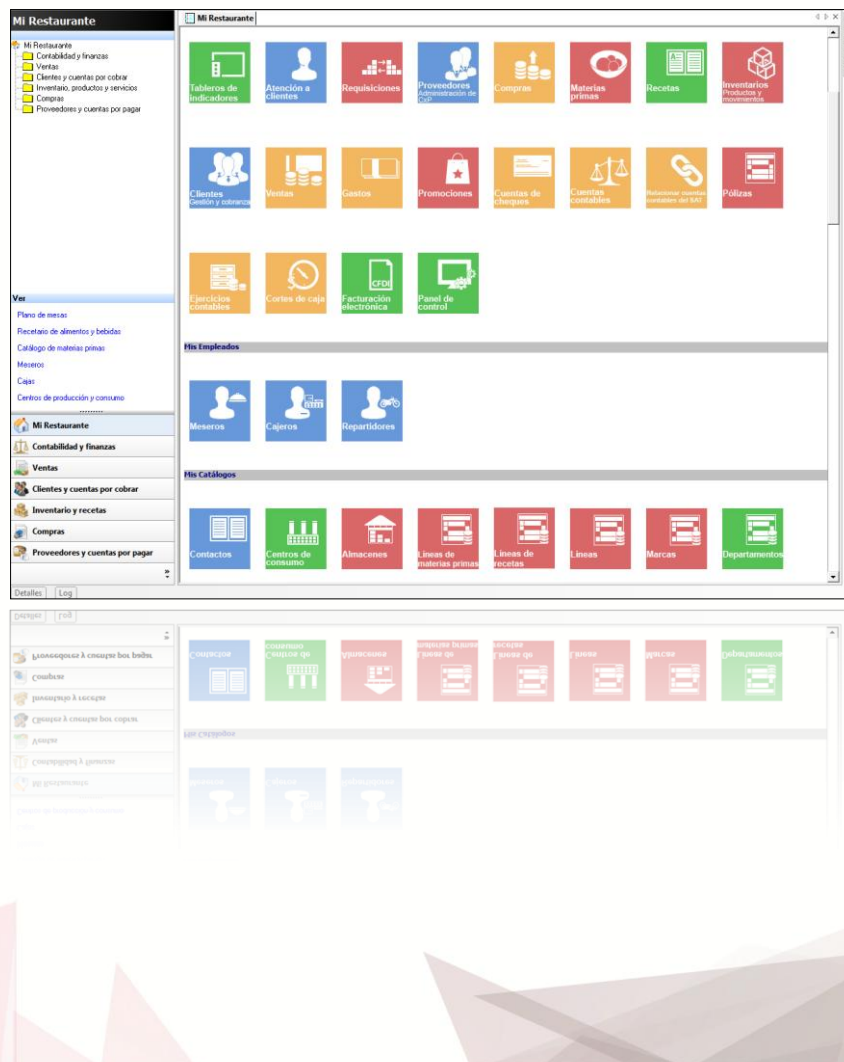 Mi Restaurante
Mi Restaurante
Contabilidad y finanzas
Ventas
Clientes y cuentas por cobrar
Inventario, productos y servicios
Compras
Proveedores y cuentas por pagar
Ver
Plano de mesas
Recetario de alimentos y bebidas
Catálogo de materias primas
Meseros
Cajas
Centros de producción y consumo
Mi Restaurante
Contabilidad y finanzas
Ventas
Clientes y cuentas por cobrar
Inventario y recetas
Compras
Proveedores y cuentas por pagar
Detalles Log
Mi Restaurante
Tableros de
indicadores
Atención a
clientes
Requisiciones
Proveedores
Administración de
CxP
Compras
Materias
primas
Recetas
Inventarios
Productos y
movimientos
Clientes
Gestión y cobranza
Ventas
Gastos
Promociones
Cuentas de
cheques
Cuentas
contables
Relacionar cuentas
contables del SAT
Pólizas
Ejercicios
contables
Cortes de caja
CFDI
Facturación
electrónica
Panel de
control
Mis Empleados
Meseros
Cajeros
Repartidores
Mis Catálogos
Contactos
Centros de
consumo
Almacenes
Líneas de
materias primas
Líneas de
recetas
Líneas
Marcas
Departamentos